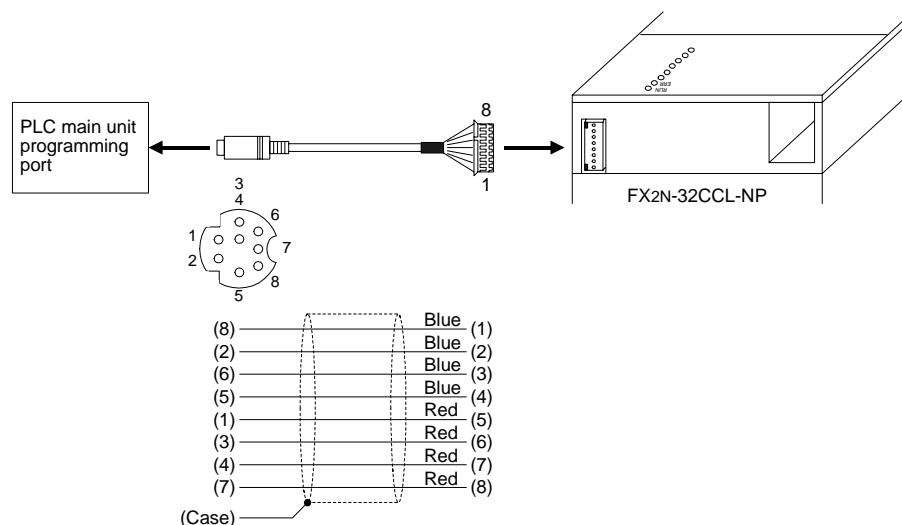 PLC main unit
programming
port
8
1
RUN
ERR
FX2N-32CCL-NP
3
4
6
1
7
2
8
5
(8) Blue (1)
(2) Blue (2)
(6) Blue (3)
(5) Blue (4)
(1) Red (5)
(3) Red (6)
(4) Red (7)
(7) Red (8)
(Case)